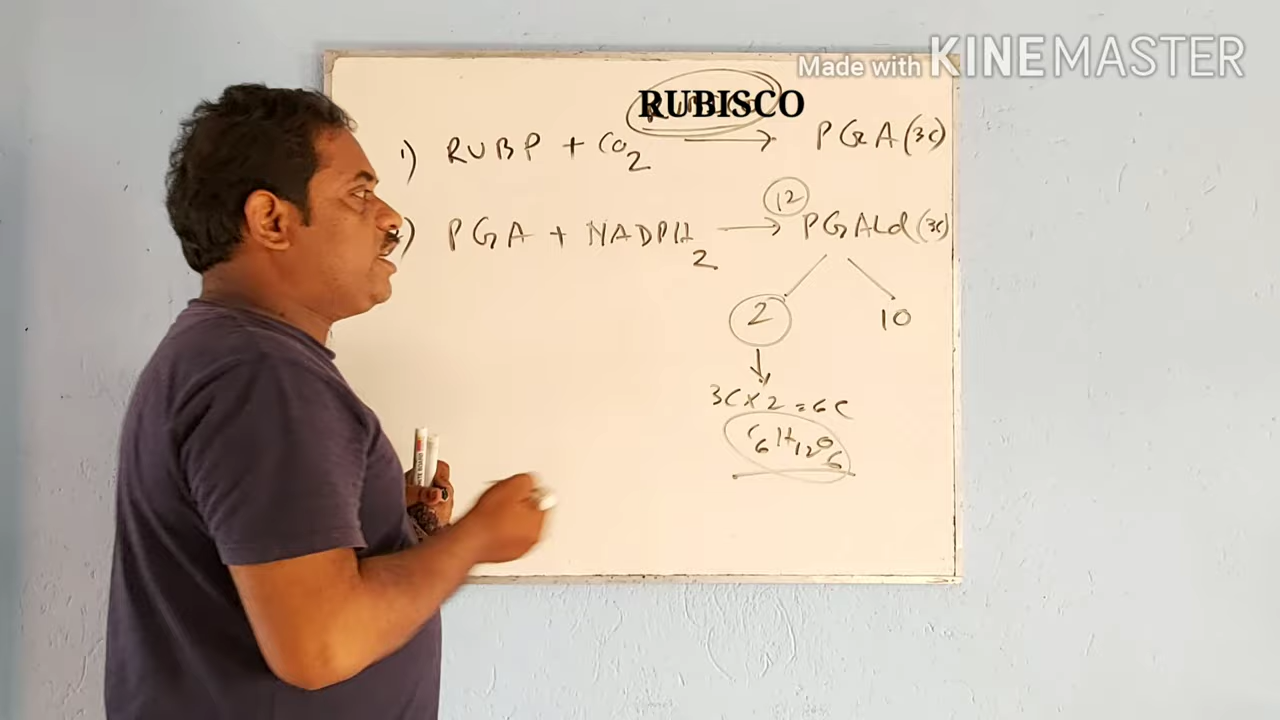 Made with KINEMASTER
RUBISCO
1) RUBP + CO2 → PGA (3C)
12
2) PGA + NADPH2 → PGALd (3C)
2 10
3C x 2 = 6C
C6H12O6